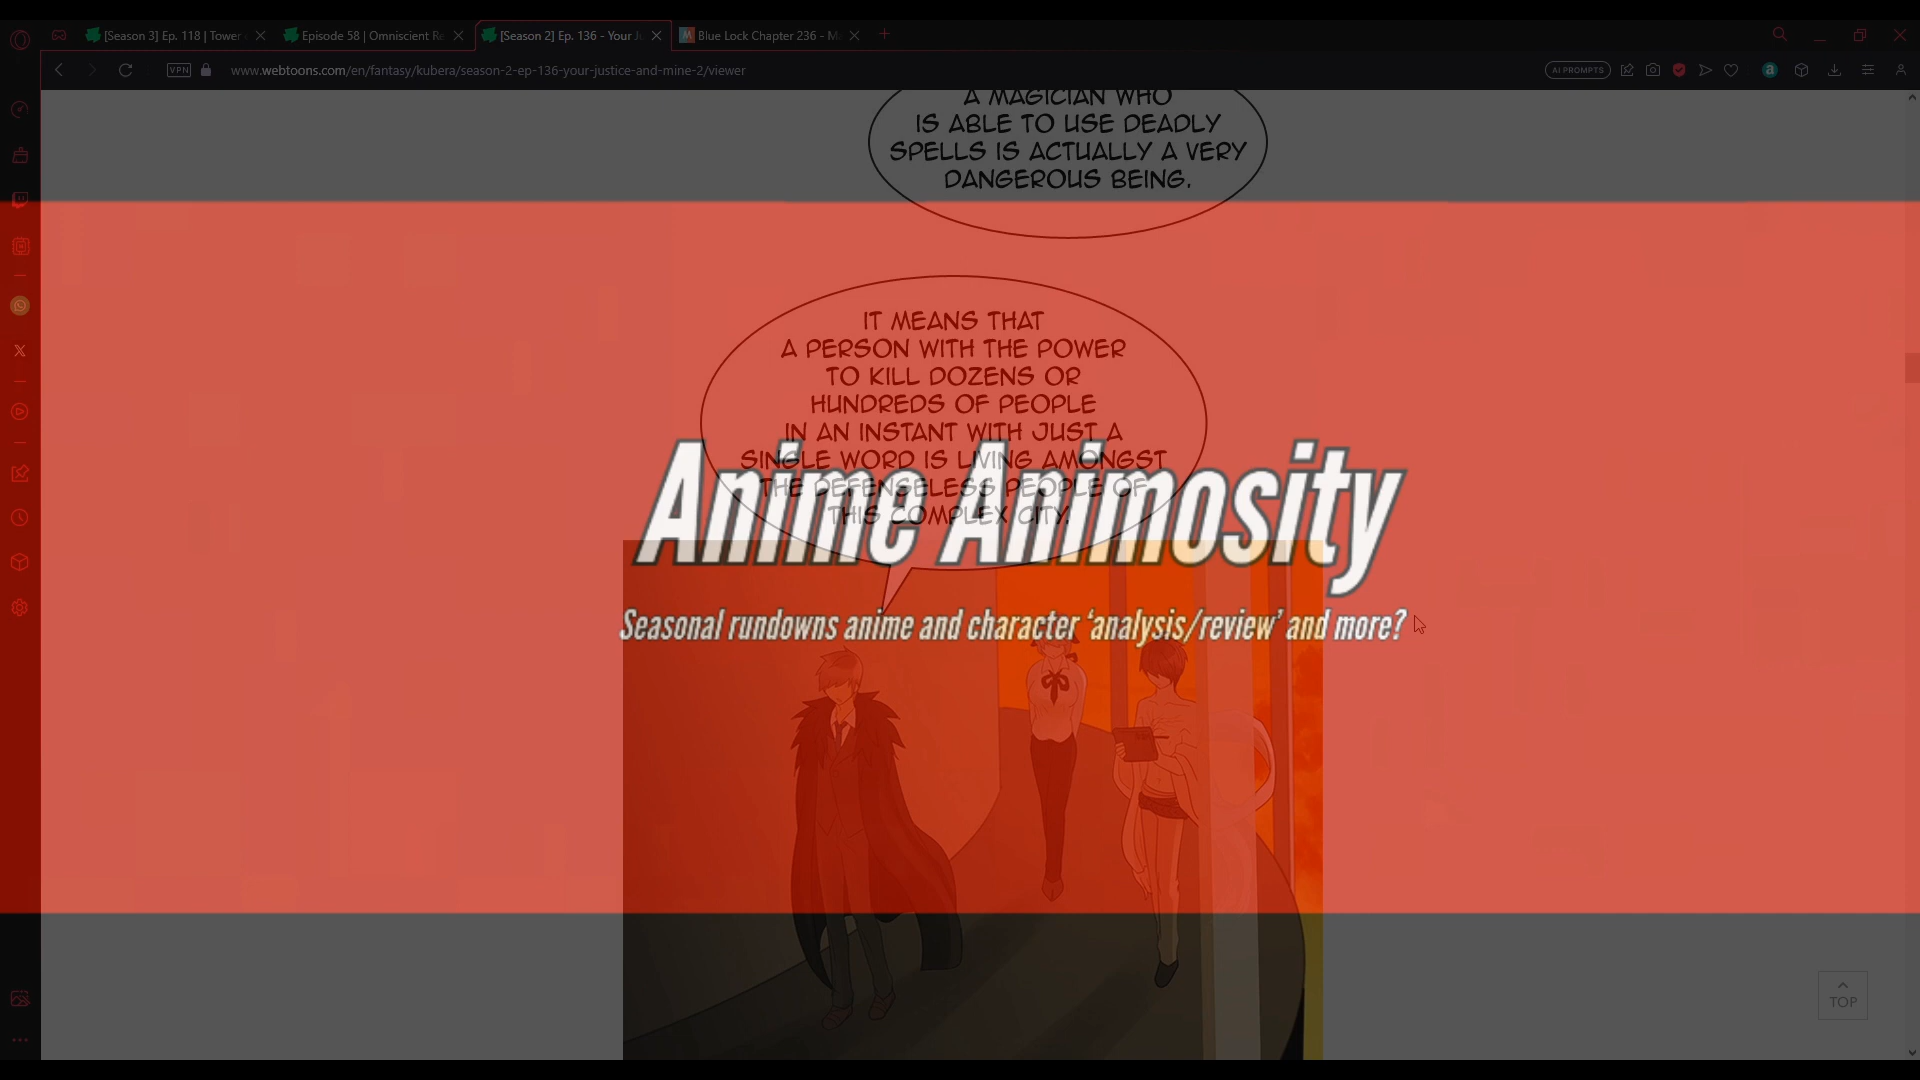 [Season 3] Ep. 118 | Tower
Episode 58 | Omniscient Re
[Season 2] Ep. 136 - Your Ju
Blue Lock Chapter 236 - M
VPN
www.webtoons.com/en/fantasy/kubera/season-2-ep-136-your-justice-and-mine-2/viewer
AI PROMPTS
A MAGICIAN WHO
IS ABLE TO USE DEADLY
SPELLS IS ACTUALLY A VERY
DANGEROUS BEING.
IT MEANS THAT
A PERSON WITH THE POWER
TO KILL DOZENS OR
HUNDREDS OF PEOPLE
IN AN INSTANT WITH JUST A
SINGLE WORD IS LIVING AMONGST
THE DEFENSELESS PEOPLE OF
THIS COMPLEX CITY.
Anime Animosity
Seasonal rundowns anime and character ‘analysis/review’ and more?
TOP